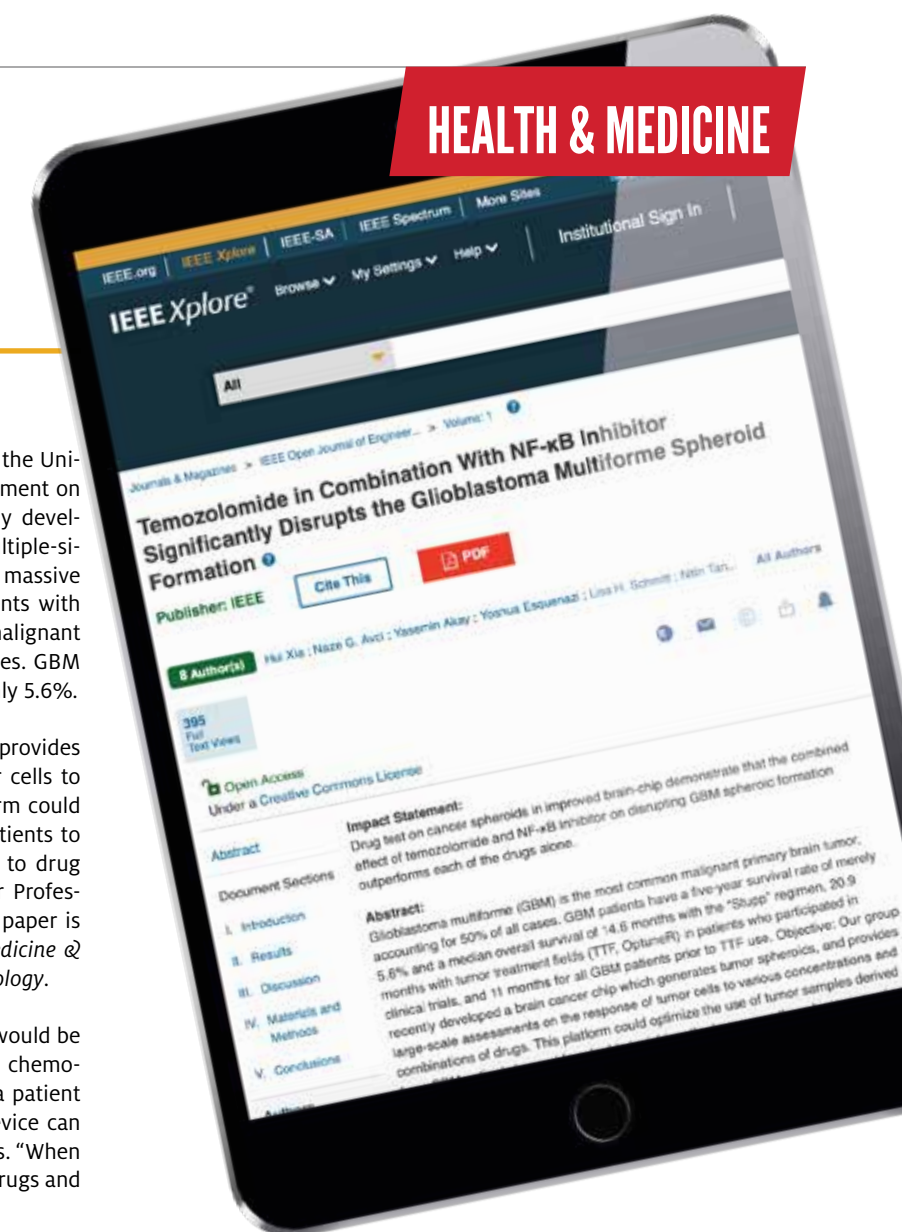 HEALTH & MEDICINE
the Uni-
ment on
y devel-
ltiple-si-
massive
nts with
nalignant
es. GBM
ly 5.6%.
provides
r cells to
rm could
tients to
to drug
r Profes-
paper is
edicine &
ology.
would be
chemo-
a patient
evice can
s. “When
rugs and
IEEE.org | IEEE Xplore | IEEE-SA | IEEE Spectrum | More Sites
IEEE Xplore® Browse My Settings Help Institutional Sign In
All
Journals & Magazines > IEEE Open Journal of Engineer... > Volume: 1
Temozolomide in Combination With NF-κB Inhibitor
Significantly Disrupts the Glioblastoma Multiforme Spheroid
Formation
Cite This
PDF
Publisher: IEEE
8 Author(s) Hui Xia ; Naze G. Avci ; Yasemin Akay ; Yoshua Esquenazi ; Lisa H. Schmitt ; Nitin Tan... All Authors
395
Full
Text Views
Open Access
Under a Creative Commons License
Abstract
Document Sections
I. Introduction
II. Results
III. Discussion
IV. Materials and
Methods
V. Conclusions
Authors
Impact Statement:
Drug test on cancer spheroids in improved brain-chip demonstrate that the combined
effect of temozolomide and NF-κB inhibitor on disrupting GBM spheroid formation
outperforms each of the drugs alone.
Abstract:
Glioblastoma multiforme (GBM) is the most common malignant primary brain tumor,
accounting for 50% of all cases. GBM patients have a five-year survival rate of merely
5.6% and a median overall survival of 14.6 months with the “Stupp” regimen, 20.9
months with tumor treatment fields (TTF, OptuneR) in patients who participated in
clinical trials, and 11 months for all GBM patients prior to TTF use. Objective: Our group
recently developed a brain cancer chip which generates tumor spheroids, and provides
large-scale assessments on the response of tumor cells to various concentrations and
combinations of drugs. This platform could optimize the use of tumor samples derived